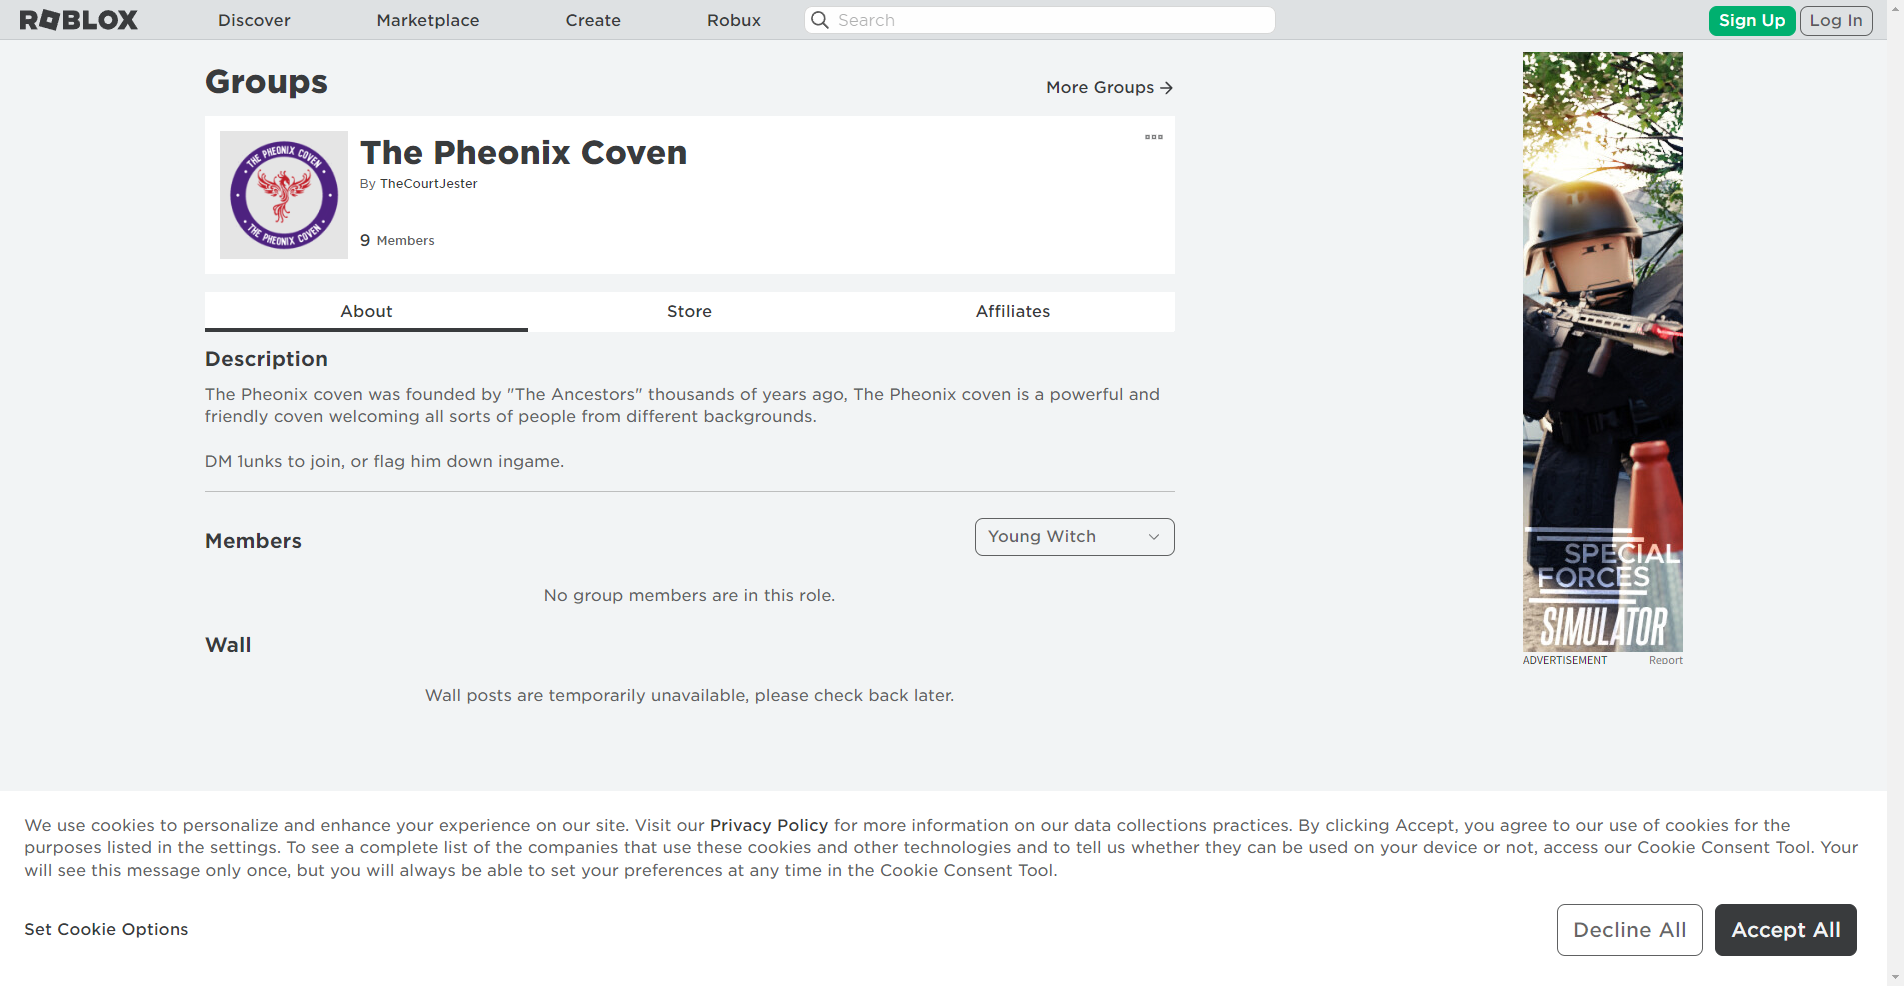 ROBLOX Discover Marketplace Create Robux Search Sign Up Log In
Groups
More Groups
THE PHEONIX COVEN
THE PHEONIX COVEN
The Pheonix Coven
By TheCourtJester
9 Members
About Store Affiliates
Description
The Pheonix coven was founded by "The Ancestors" thousands of years ago, The Pheonix coven is a powerful and
friendly coven welcoming all sorts of people from different backgrounds.
DM 1unks to join, or flag him down ingame.
Members
Young Witch
No group members are in this role.
Wall
Wall posts are temporarily unavailable, please check back later.
SPECIAL
FORCES
SIMULATOR
ADVERTISEMENT Report
We use cookies to personalize and enhance your experience on our site. Visit our Privacy Policy for more information on our data collections practices. By clicking Accept, you agree to our use of cookies for the
purposes listed in the settings. To see a complete list of the companies that use these cookies and other technologies and to tell us whether they can be used on your device or not, access our Cookie Consent Tool. Your
will see this message only once, but you will always be able to set your preferences at any time in the Cookie Consent Tool.
Set Cookie Options
Decline All
Accept All